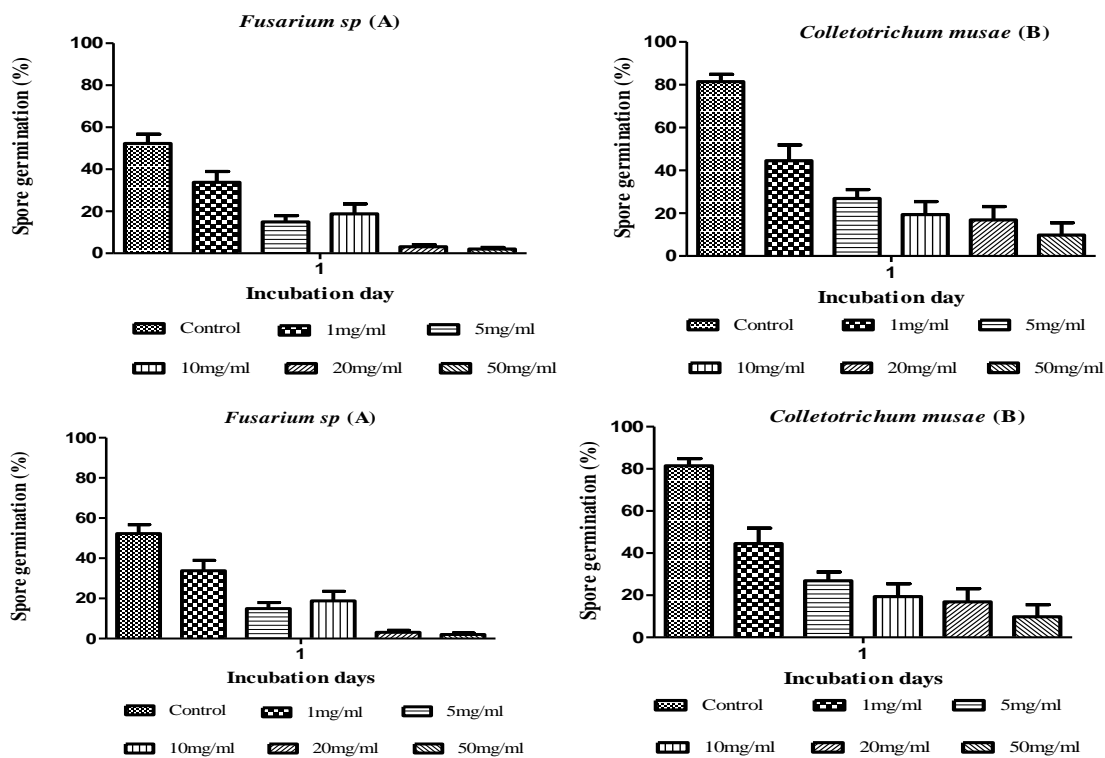 Fusarium sp (A)
Spore germination (%)
100
80
60
40
20
0
1
Incubation day
Control 1mg/ml 5mg/ml
10mg/ml 20mg/ml 50mg/ml
Colletotrichum musae (B)
Spore germination (%)
100
80
60
40
20
0
1
Incubation day
Control 1mg/ml 5mg/ml
10mg/ml 20mg/ml 50mg/ml
Fusarium sp (A)
Spore germination (%)
100
80
60
40
20
0
1
Incubation days
Control 1mg/ml 5mg/ml
10mg/ml 20mg/ml 50mg/ml
Colletotrichum musae (B)
Spore germination (%)
100
80
60
40
20
0
1
Incubation days
Control 1mg/ml 5mg/ml
10mg/ml 20mg/ml 50mg/ml